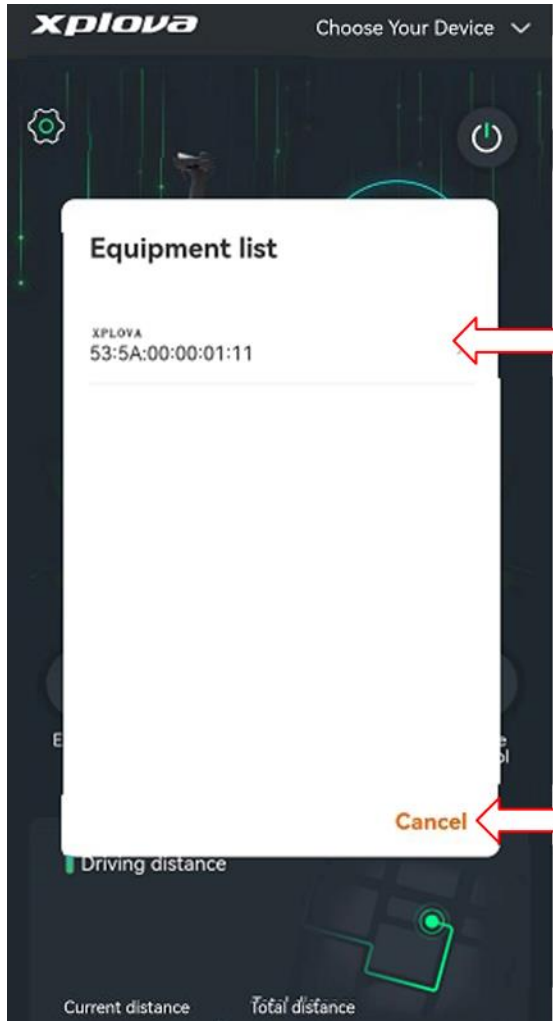 xplova
Choose Your Device
Equipment list
XPLOVA
53:5A:00:00:01:11
Cancel
Driving distance
Current distance
Total distance